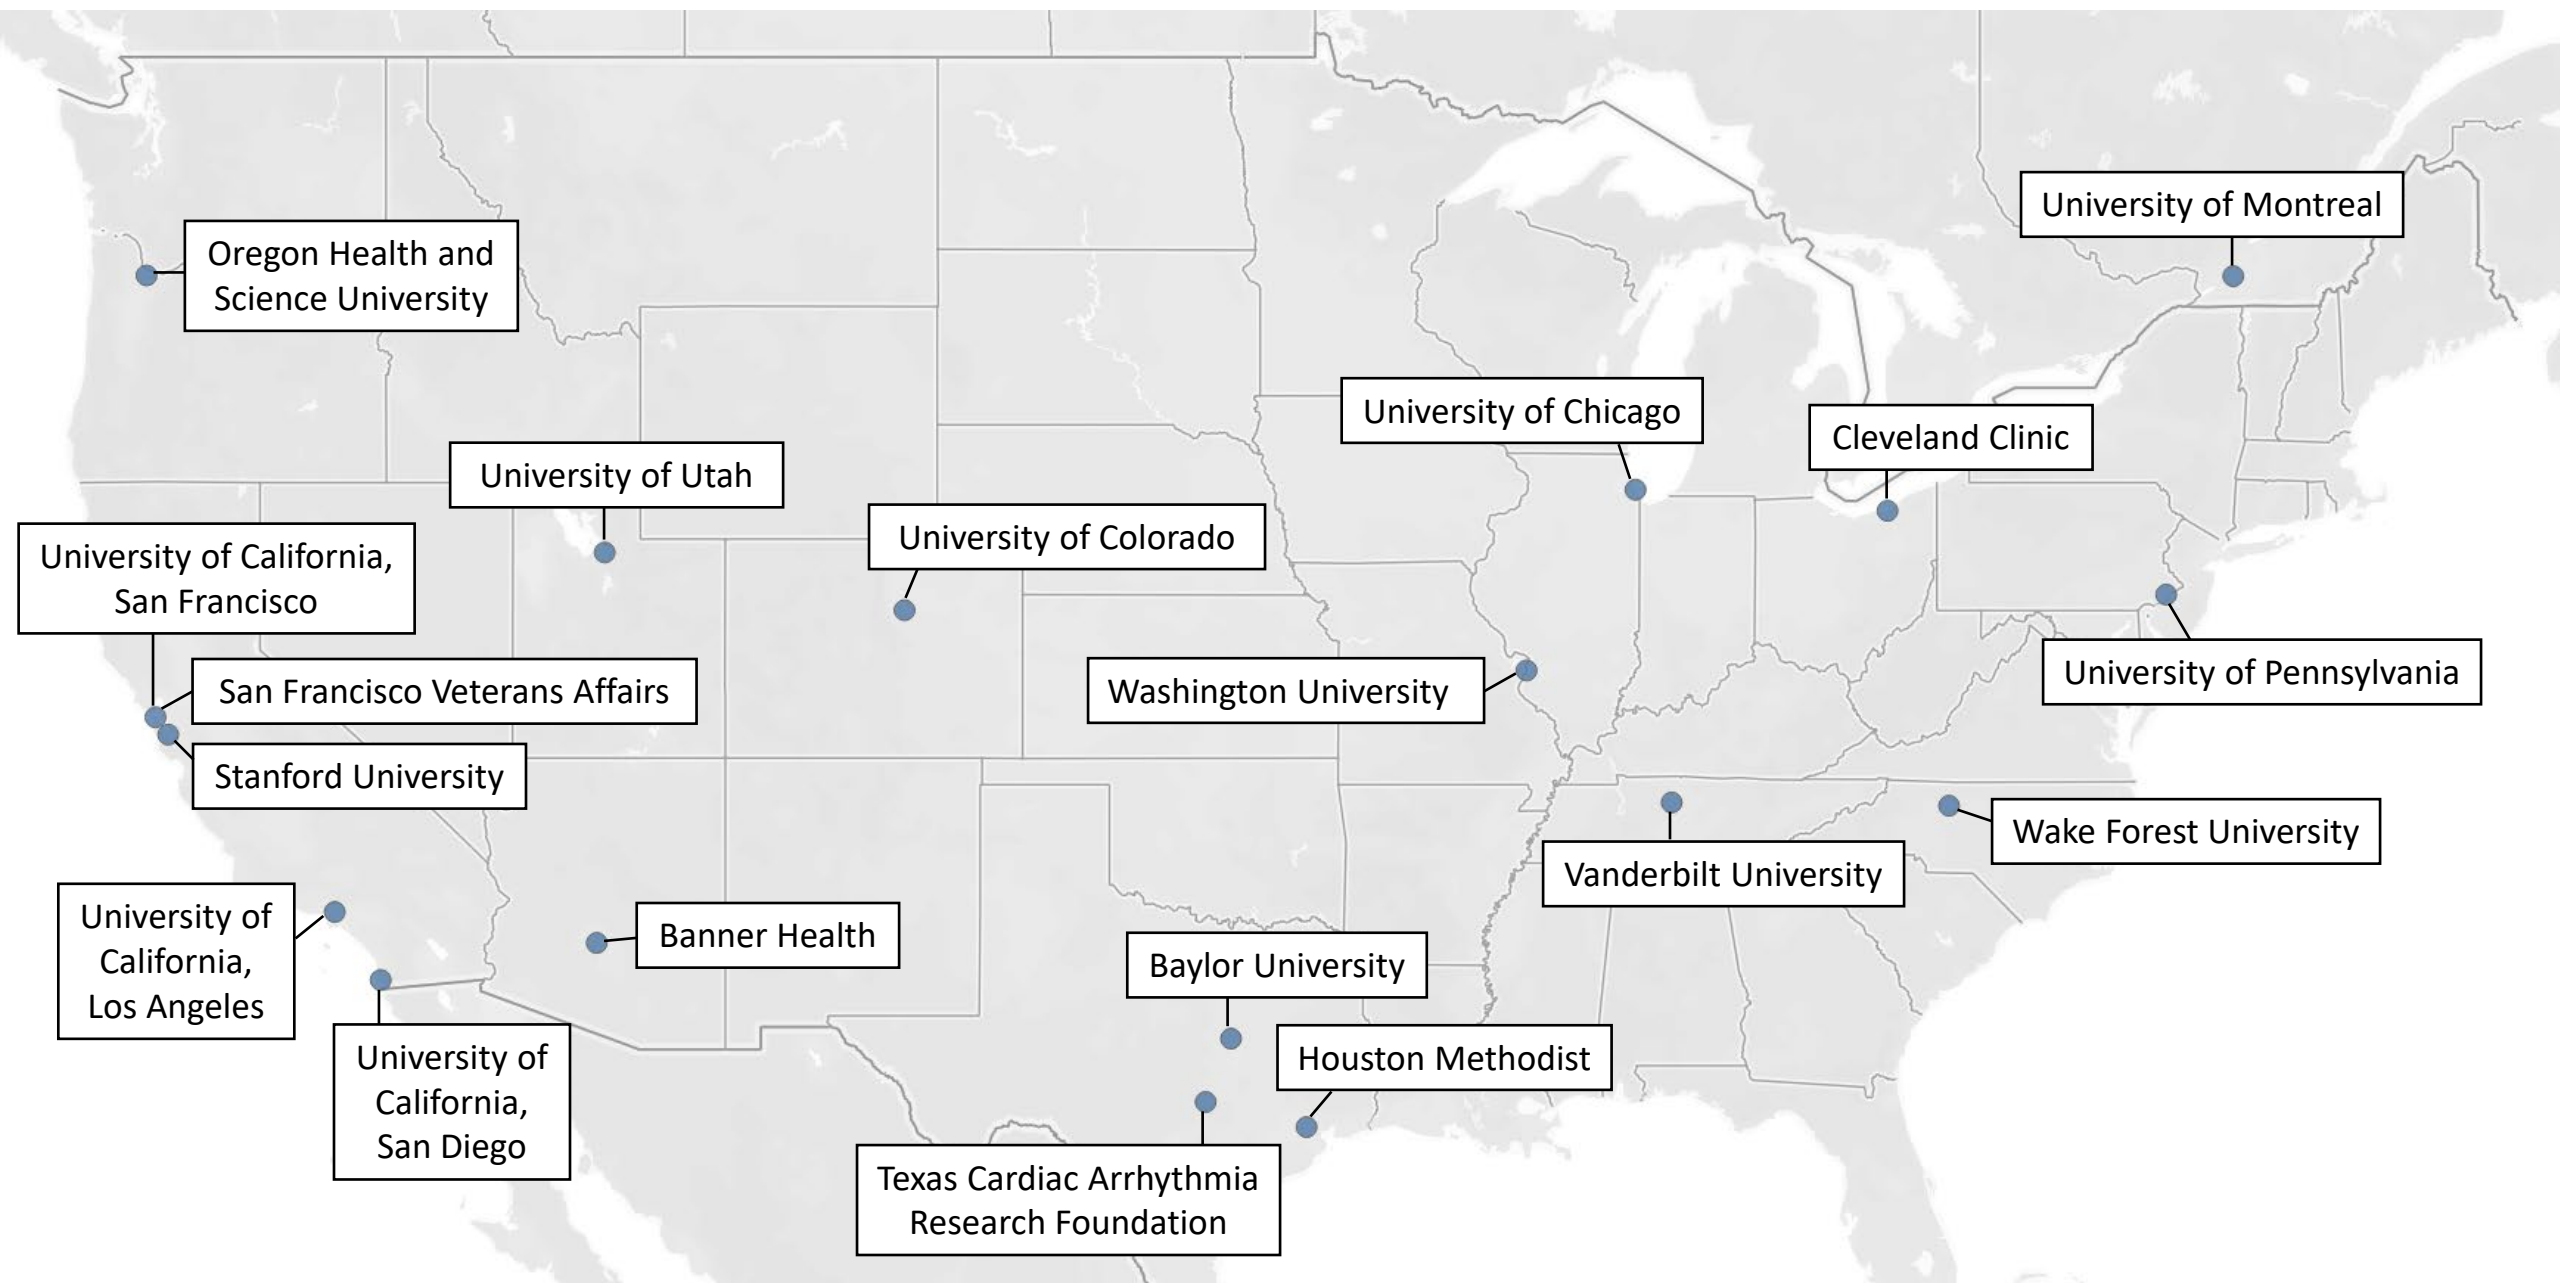 University of Montreal
Oregon Health and
Science University
University of Chicago
Cleveland Clinic
University of Utah
University of Colorado
University of California,
San Francisco
San Francisco Veterans Affairs
Washington University
University of Pennsylvania
Stanford University
Wake Forest University
Vanderbilt University
University of
California,
Los Angeles
Banner Health
Baylor University
University of
California,
San Diego
Houston Methodist
Texas Cardiac Arrhythmia
Research Foundation